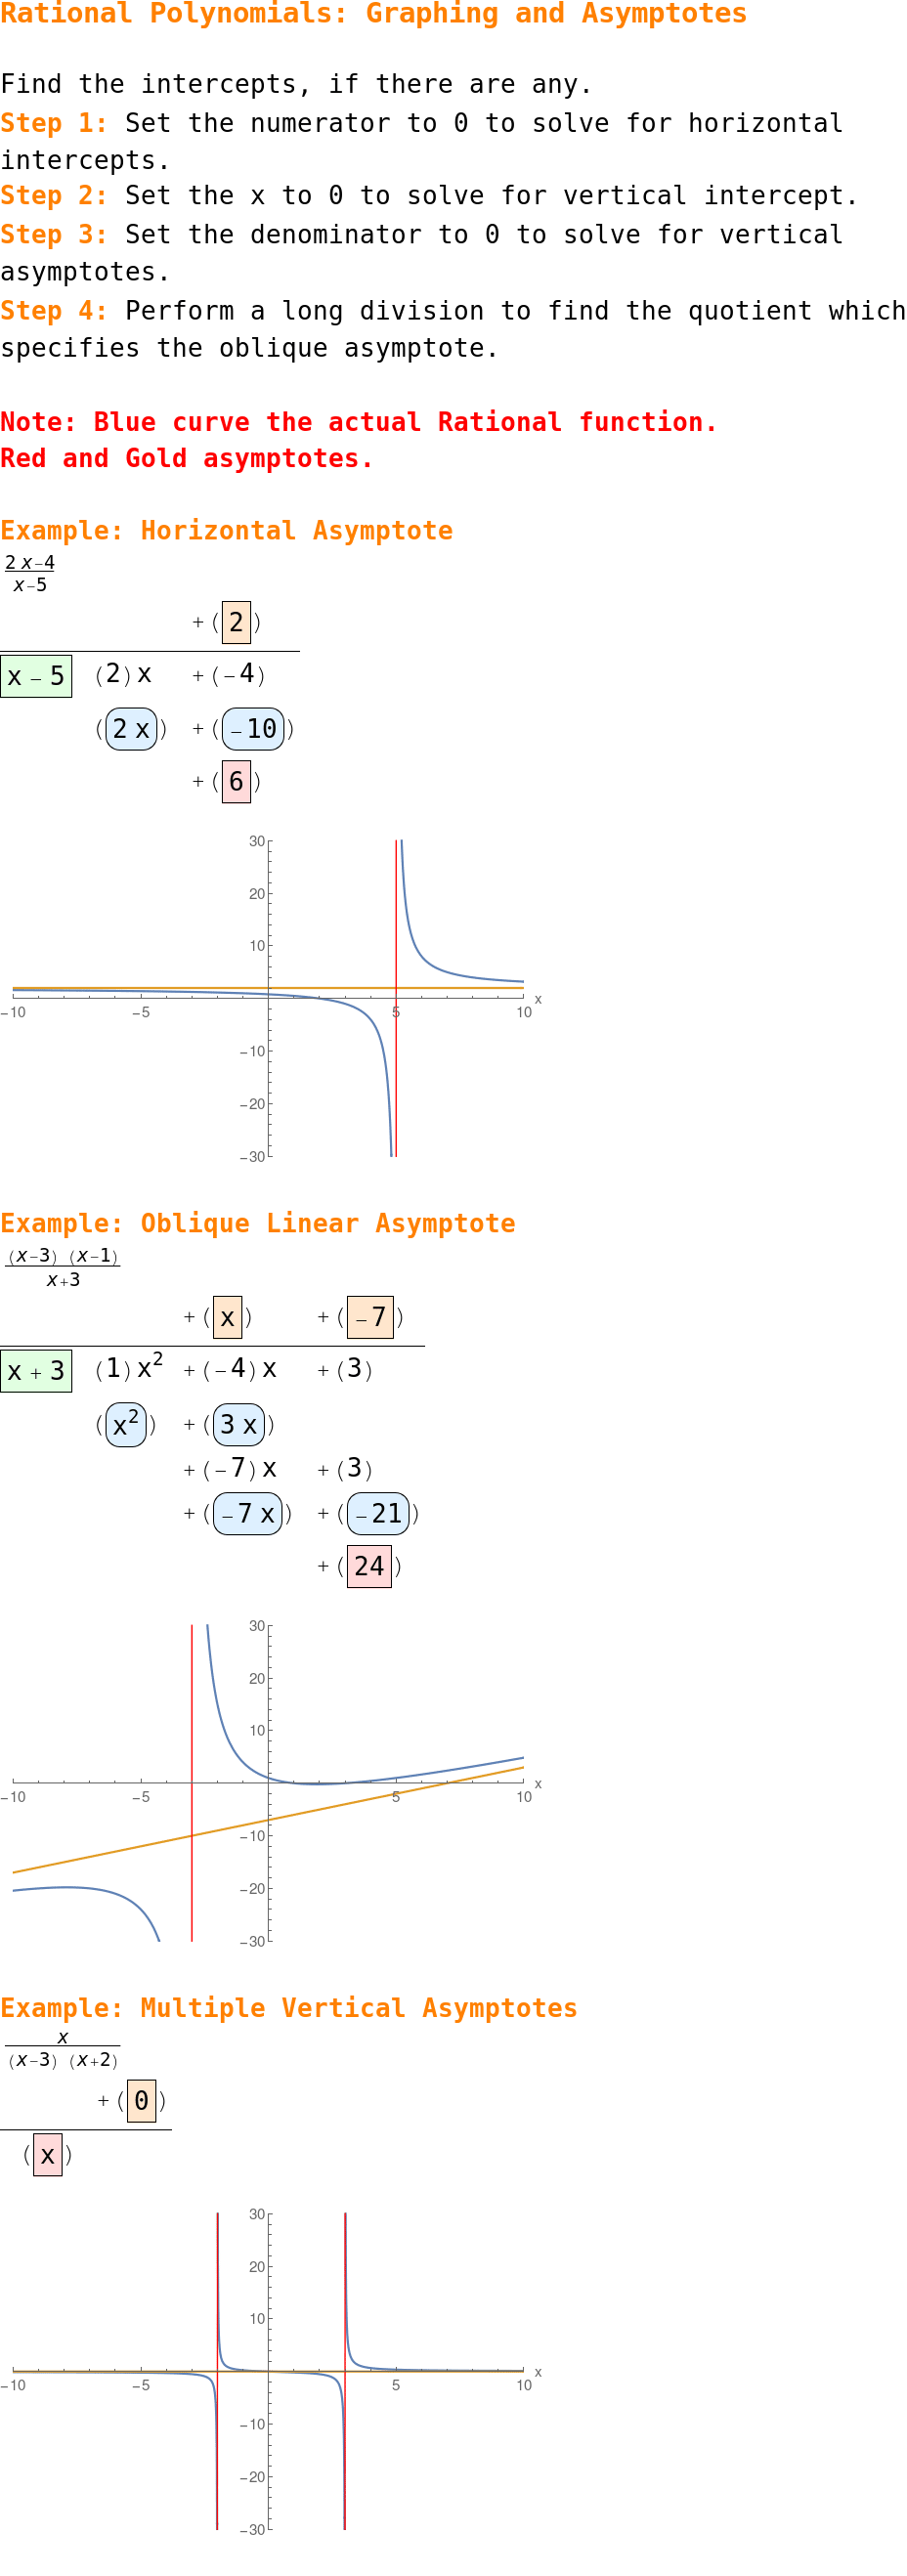 Rational Polynomials: Graphing and Asymptotes
Find the intercepts, if there are any.
Step 1: Set the numerator to 0 to solve for horizontal
intercepts.
Step 2: Set the x to 0 to solve for vertical intercept.
Step 3: Set the denominator to 0 to solve for vertical
asymptotes.
Step 4: Perform a long division to find the quotient which
specifies the oblique asymptote.
Note: Blue curve the actual Rational function.
Red and Gold asymptotes.
Example: Horizontal Asymptote
2 x−4
x−5
+ ( 2 )
x − 5 (2) x + (−4)
( 2 x ) + ( −10 )
+ ( 6 )
30
20
10
−10 −5 5 10 x
−10
−20
−30
Example: Oblique Linear Asymptote
(x−3) (x−1)
x+3
+ ( x ) + ( −7 )
x + 3 (1) x² + (−4) x + (3)
( x² ) + ( 3 x )
+ (−7) x + (3)
+ ( −7 x ) + ( −21 )
+ ( 24 )
30
20
10
−10 −5 5 10 x
−10
−20
−30
Example: Multiple Vertical Asymptotes
x
(x−3) (x+2)
+ ( 0 )
( x )
30
20
10
−10 −5 5 10 x
−10
−20
−30